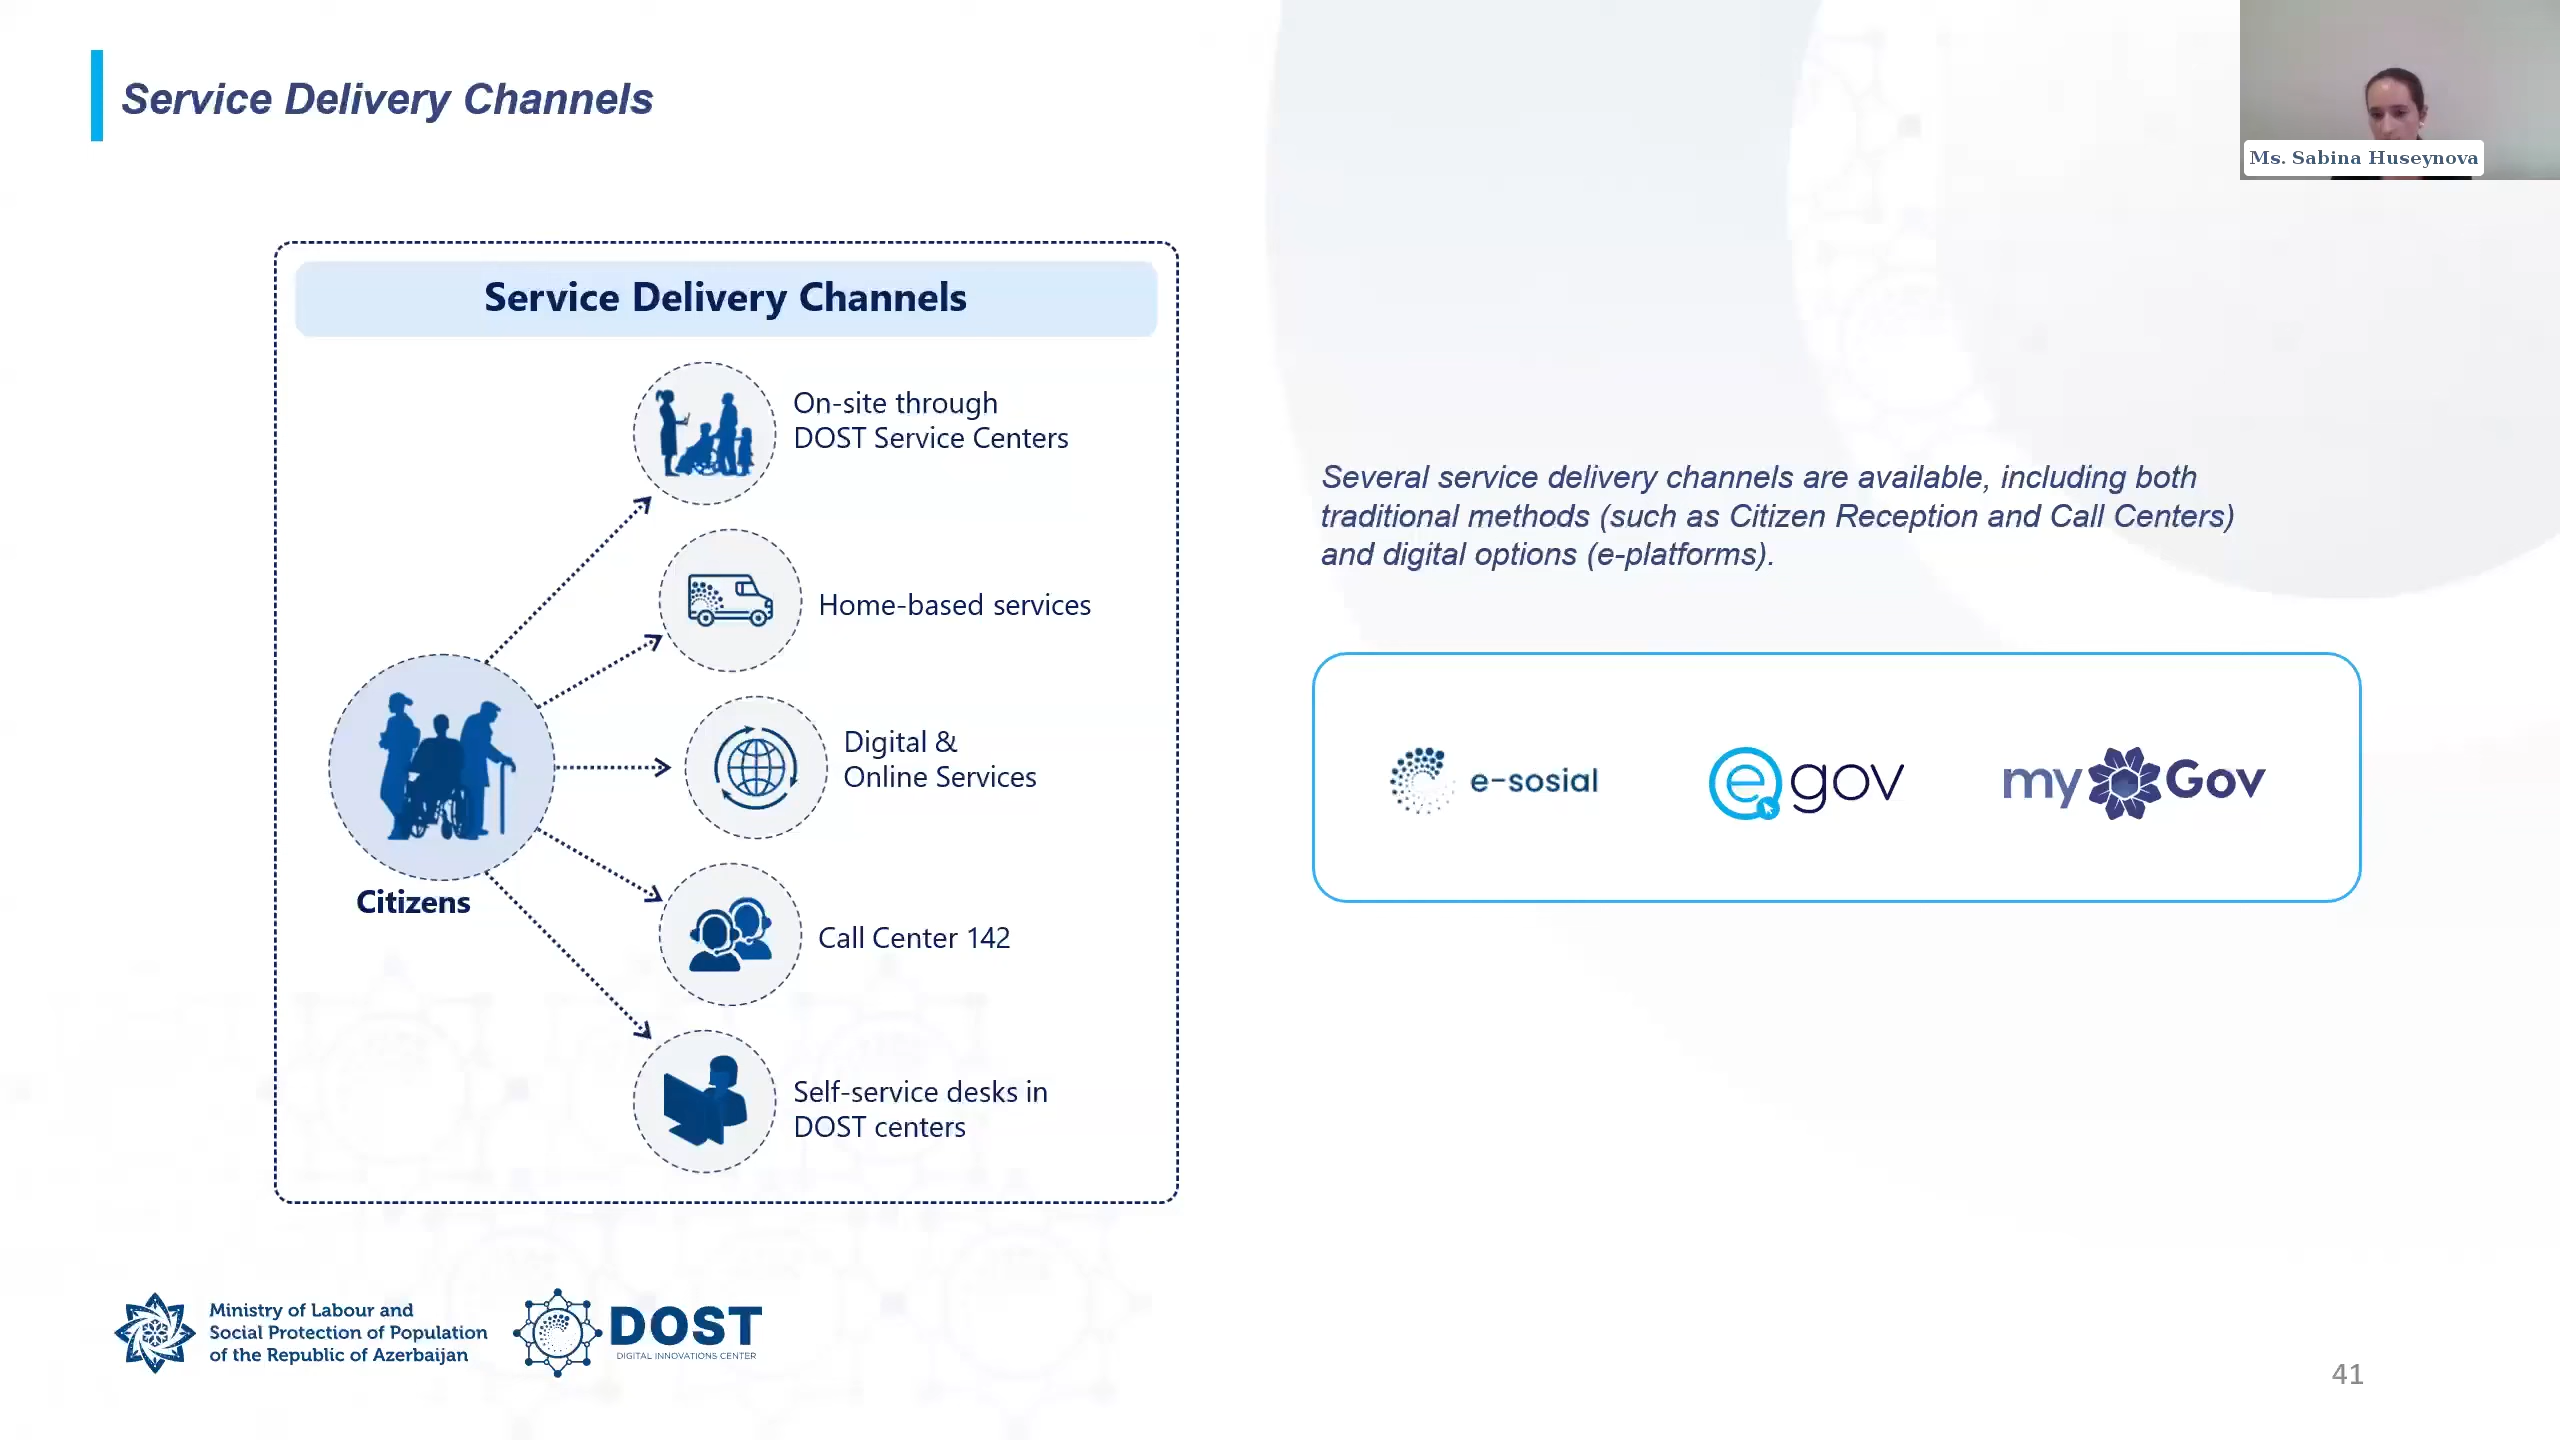 Service Delivery Channels
Ms. Sabina Huseynova
Service Delivery Channels
On-site through
DOST Service Centers
Home-based services
Digital &
Online Services
Citizens
Call Center 142
Self-service desks in
DOST centers
Several service delivery channels are available, including both
traditional methods (such as Citizen Reception and Call Centers)
and digital options (e-platforms).
e-sosial
e gov
my Gov
Ministry of Labour and
Social Protection of Population
of the Republic of Azerbaijan
DOST
DIGITAL INNOVATIONS CENTER
41